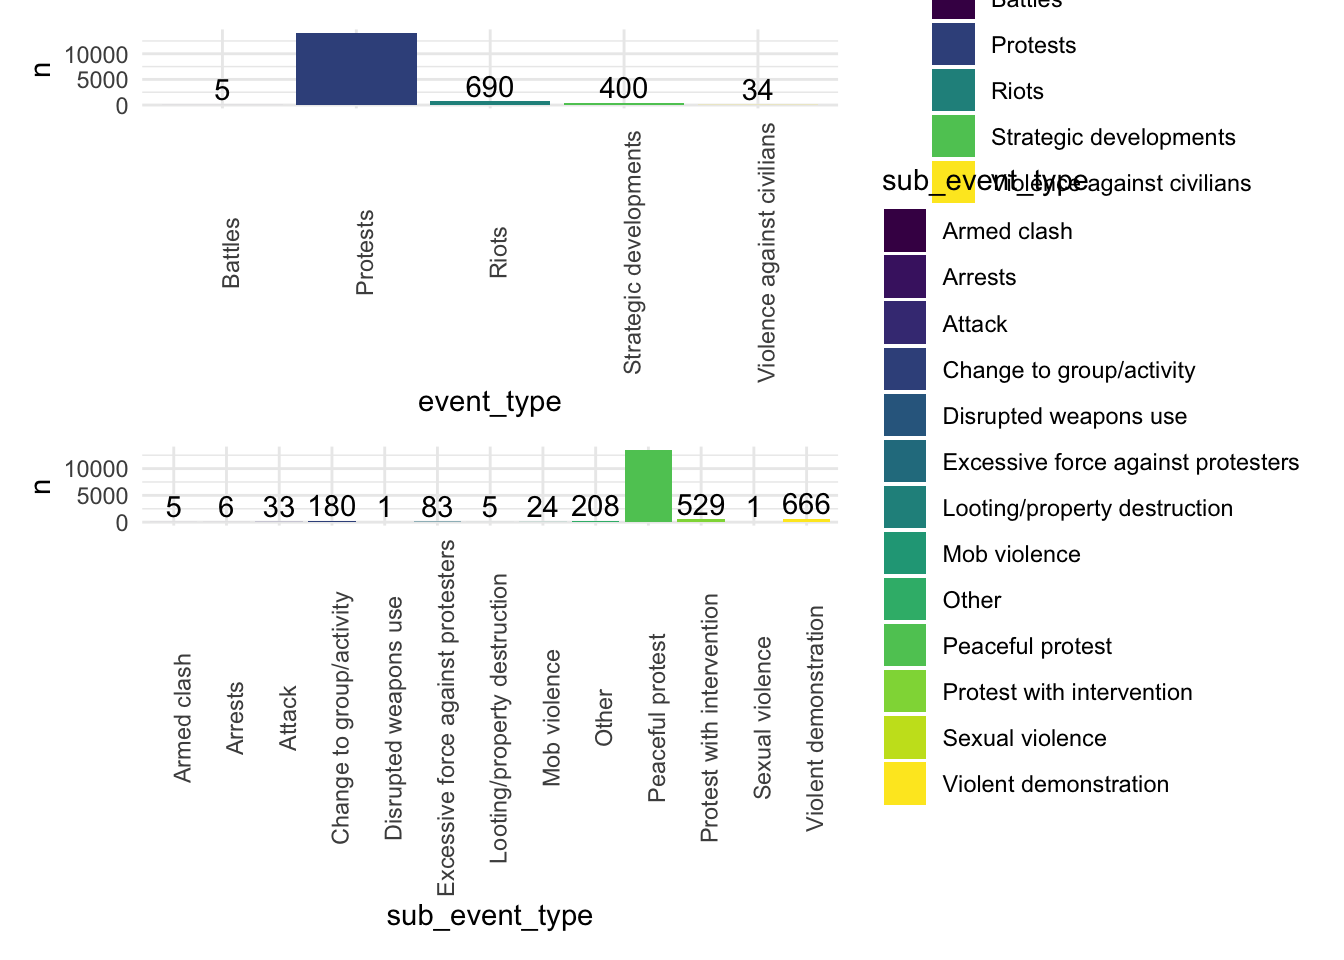 n
10000
5000
0
5
690
400
34
Battles
Protests
Riots
Strategic developments
Violence against civilians
event_type
n
10000
5000
0
5
6
33
180
1
83
5
24
208
529
1
666
Armed clash
Arrests
Attack
Change to group/activity
Disrupted weapons use
Excessive force against protesters
Looting/property destruction
Mob violence
Other
Peaceful protest
Protest with intervention
Sexual violence
Violent demonstration
sub_event_type
Battles
Protests
Riots
Strategic developments
Violence against civilians
sub_event_type
Armed clash
Arrests
Attack
Change to group/activity
Disrupted weapons use
Excessive force against protesters
Looting/property destruction
Mob violence
Other
Peaceful protest
Protest with intervention
Sexual violence
Violent demonstration